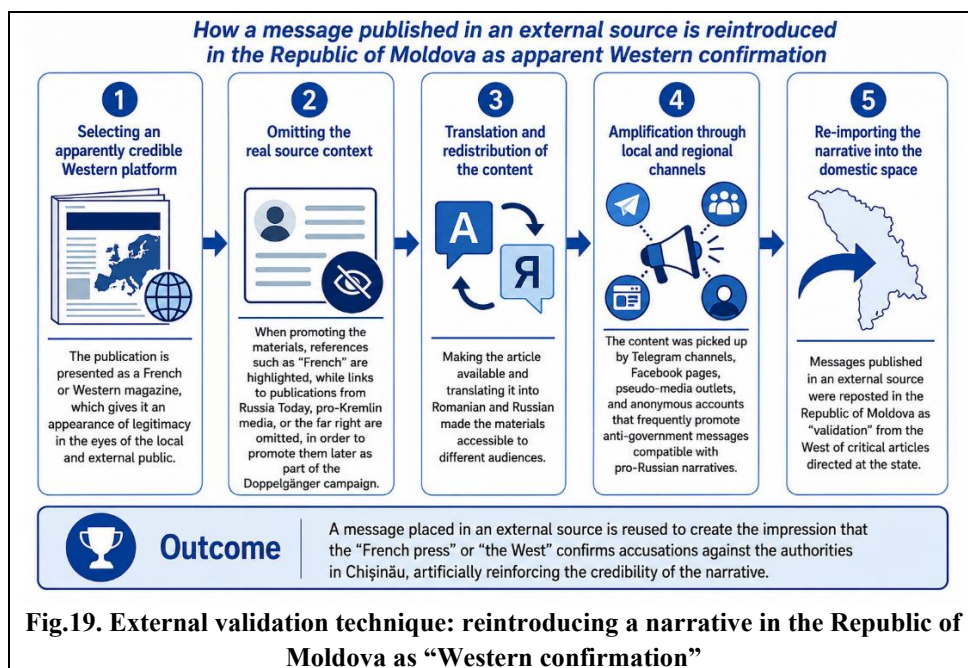 How a message published in an external source is reintroduced
in the Republic of Moldova as apparent Western confirmation
1
Selecting an
apparently credible
Western platform
The publication is
presented as a French
or Western magazine,
which gives it an
appearance of legitimacy
in the eyes of the local
and external public.
2
Omitting the
real source context
When promoting the
materials, references
such as “French” are
highlighted, while links
to publications from
Russia Today, pro-Kremlin
media, or the far right are
omitted, in order to
promote them later as
part of the
Doppelgänger campaign.
3
Translation and
redistribution of
the content
A
Я
Making the article
available and
translating it into
Romanian and Russian
made the materials
accessible to
different audiences.
4
Amplification through
local and regional
channels
The content was picked up
by Telegram channels,
Facebook pages,
pseudo-media outlets,
and anonymous accounts
that frequently promote
anti-government messages
compatible with
pro-Russian narratives.
5
Re-importing the
narrative into the
domestic space
Messages published
in an external source
were reposted in the
Republic of Moldova as
“validation” from the
West of critical articles
directed at the state.
Outcome
A message placed in an external source is reused to create the impression that
the “French press” or “the West” confirms accusations against the authorities
in Chișinău, artificially reinforcing the credibility of the narrative.
Fig.19. External validation technique: reintroducing a narrative in the Republic of
Moldova as “Western confirmation”